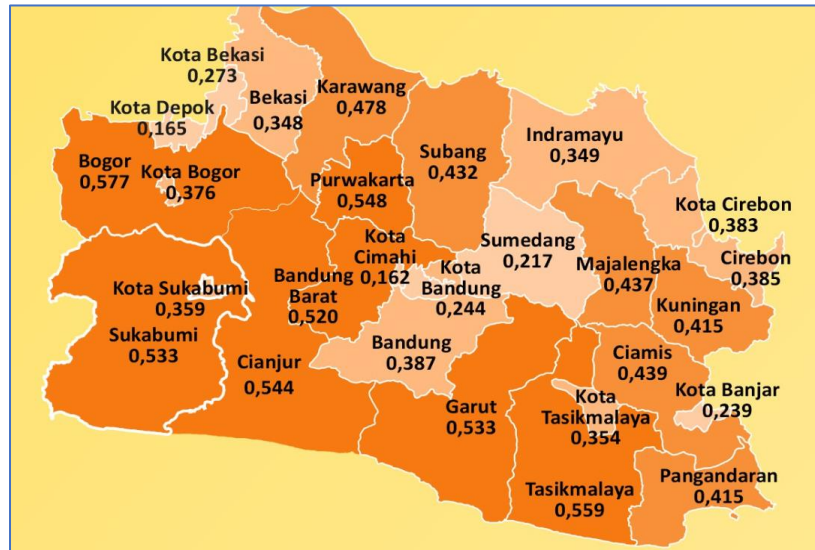 Kota Bekasi
0,273
Kota Depok
0,165
Bekasi
0,348
Karawang
0,478
Bogor
0,577
Kota Bogor
0,376
Purwakarta
0,548
Subang
0,432
Indramayu
0,349
Kota Cirebon
0,383
Cirebon
0,385
Kota
Cimahi
0,162
Sumedang
0,217
Majalengka
0,437
Kuningan
0,415
Kota
Bandung
0,244
Bandung
Barat
0,520
Kota Sukabumi
0,359
Sukabumi
0,533
Cianjur
0,544
Bandung
0,387
Ciamis
0,439
Kota Banjar
0,239
Garut
0,533
Kota
Tasikmalaya
0,354
Tasikmalaya
0,559
Pangandaran
0,415